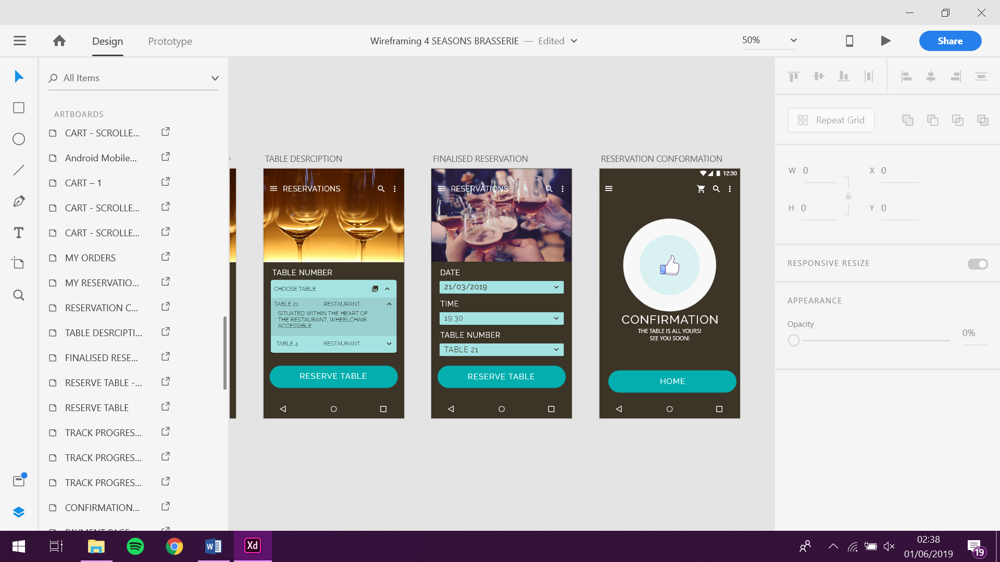 Design
Prototype
Wireframing 4 SEASONS BRASSERIE — Edited
50%
Share
All Items
ARTBOARDS
CART - SCROLLE...
Android Mobile...
CART – 1
CART - SCROLLE...
CART - SCROLLE...
MY ORDERS
MY RESERVATIO...
RESERVATION C...
TABLE DESRCIPTI...
FINALISED RESE...
RESERVE TABLE -...
RESERVE TABLE
TRACK PROGRES...
TRACK PROGRES...
TRACK PROGRES...
CONFIRMATION...
PAYMENT PAGE
TABLE DESRCIPTION
RESERVATIONS
TABLE NUMBER
CHOOSE TABLE
TABLE 21 RESTAURANT
SITUATED WITHIN THE HEART OF
THE RESTAURANT, WHEELCHAIR
ACCESSIBLE
TABLE 4 RESTAURANT
RESERVE TABLE
FINALISED RESERVATION
RESERVATIONS
DATE
21/03/2019
TIME
19:30
TABLE NUMBER
TABLE 21
RESERVE TABLE
RESERVATION CONFORMATION
12:30
CONFIRMATION
THE TABLE IS ALL YOURS!
SEE YOU SOON!
HOME
Repeat Grid
W 0 X 0
H 0 Y 0
RESPONSIVE RESIZE
APPEARANCE
Opacity
0%
W
Xd
02:38
01/06/2019
19